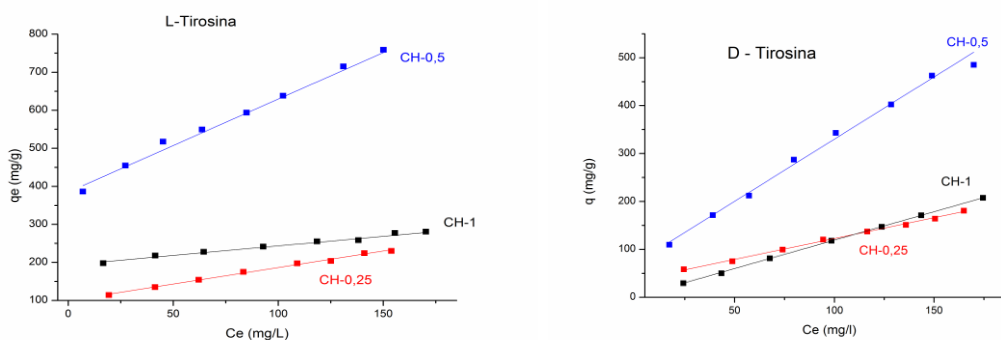 L-Tirosina
800
700
600
500
400
300
200
100
qe (mg/g)
CH-0,5
CH-1
CH-0,25
0
50
100
150
Ce (mg/L)
D - Tirosina
500
400
300
200
100
0
q (mg/g)
CH-0,5
CH-1
CH-0,25
50
100
150
Ce (mg/l)